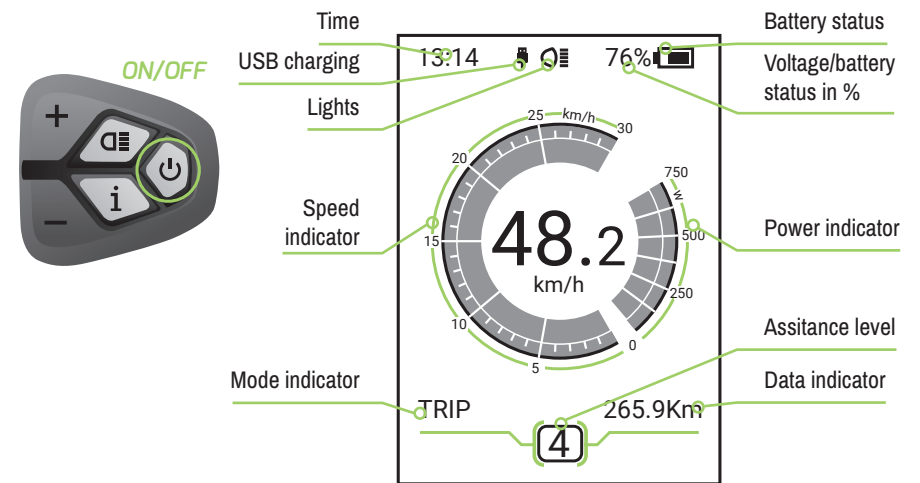 Time
USB charging
Lights
Speed
indicator
Mode indicator
ON/OFF
+
i
−
13:14
76%
25
km/h
30
20
15
10
5
0
750
W
500
250
48.2
km/h
TRIP
265.9Km
4
Battery status
Voltage/battery
status in %
Power indicator
Assitance level
Data indicator